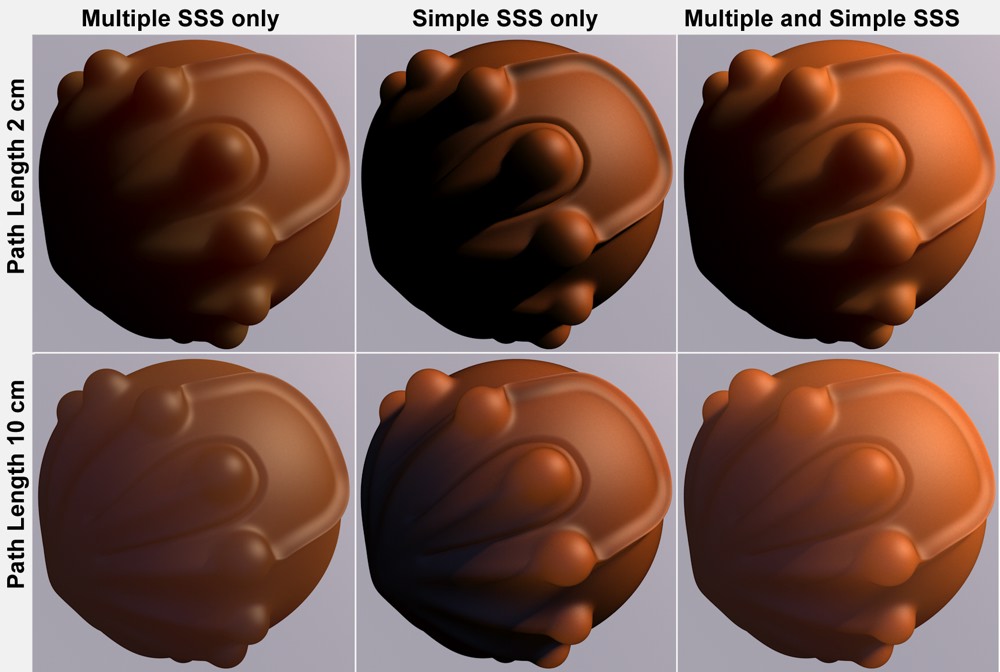 Multiple SSS only
Simple SSS only
Multiple and Simple SSS
Path Length 2 cm
Path Length 10 cm